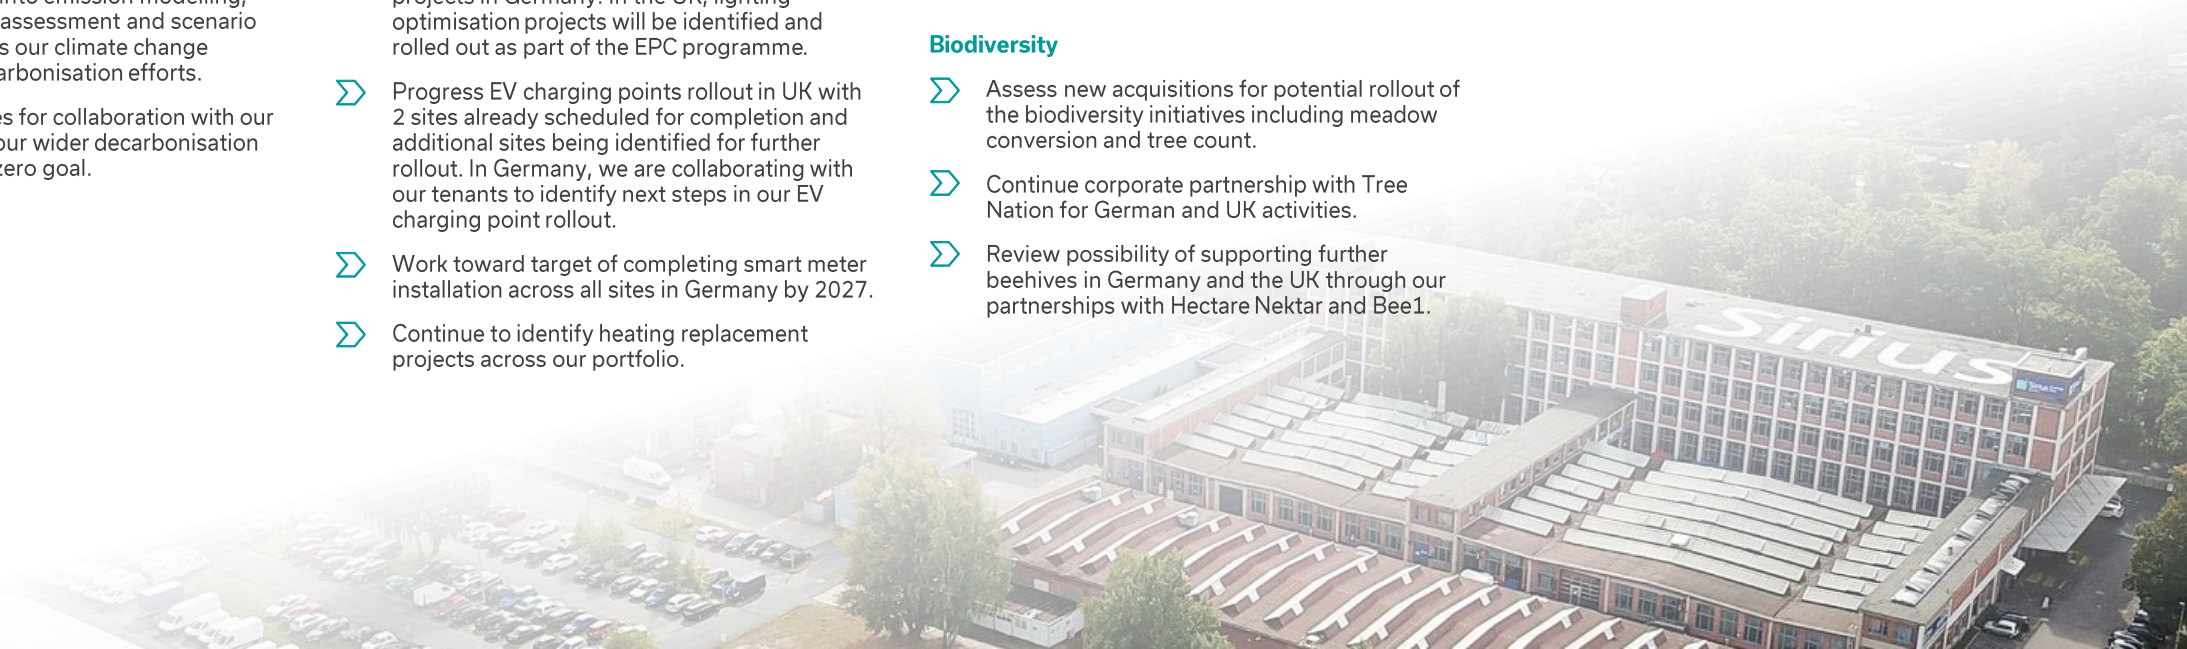 assessment and scenario
s our climate change
arbonisation efforts.
es for collaboration with our
our wider decarbonisation
zero goal.
projects in Germany. In the UK, lighting
optimisation projects will be identified and
rolled out as part of the EPC programme.
Progress EV charging points rollout in UK with
2 sites already scheduled for completion and
additional sites being identified for further
rollout. In Germany, we are collaborating with
our tenants to identify next steps in our EV
charging point rollout.
Work toward target of completing smart meter
installation across all sites in Germany by 2027.
Continue to identify heating replacement
projects across our portfolio.
Biodiversity
Assess new acquisitions for potential rollout of
the biodiversity initiatives including meadow
conversion and tree count.
Continue corporate partnership with Tree
Nation for German and UK activities.
Review possibility of supporting further
beehives in Germany and the UK through our
partnerships with Hectare Nektar and Bee1.
Sirius